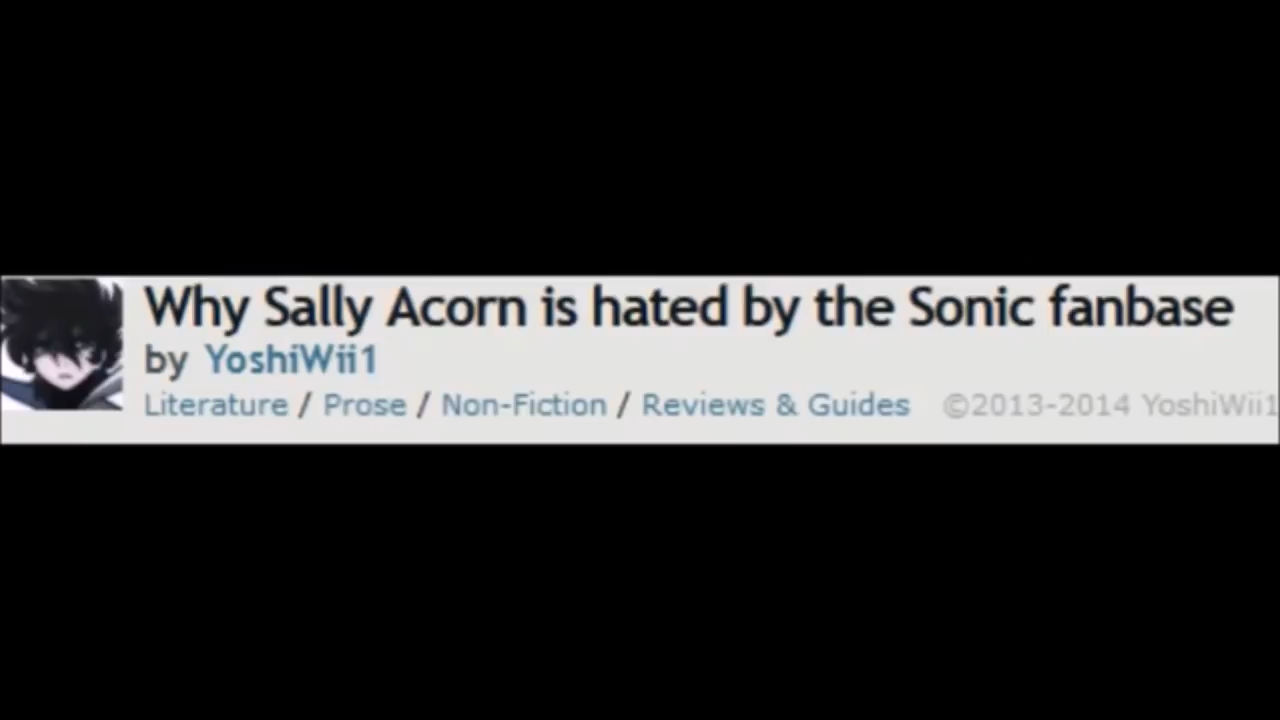 Why Sally Acorn is hated by the Sonic fanbase
by YoshiWii1
Literature / Prose / Non-Fiction / Reviews & Guides ©2013-2014 YoshiWii1